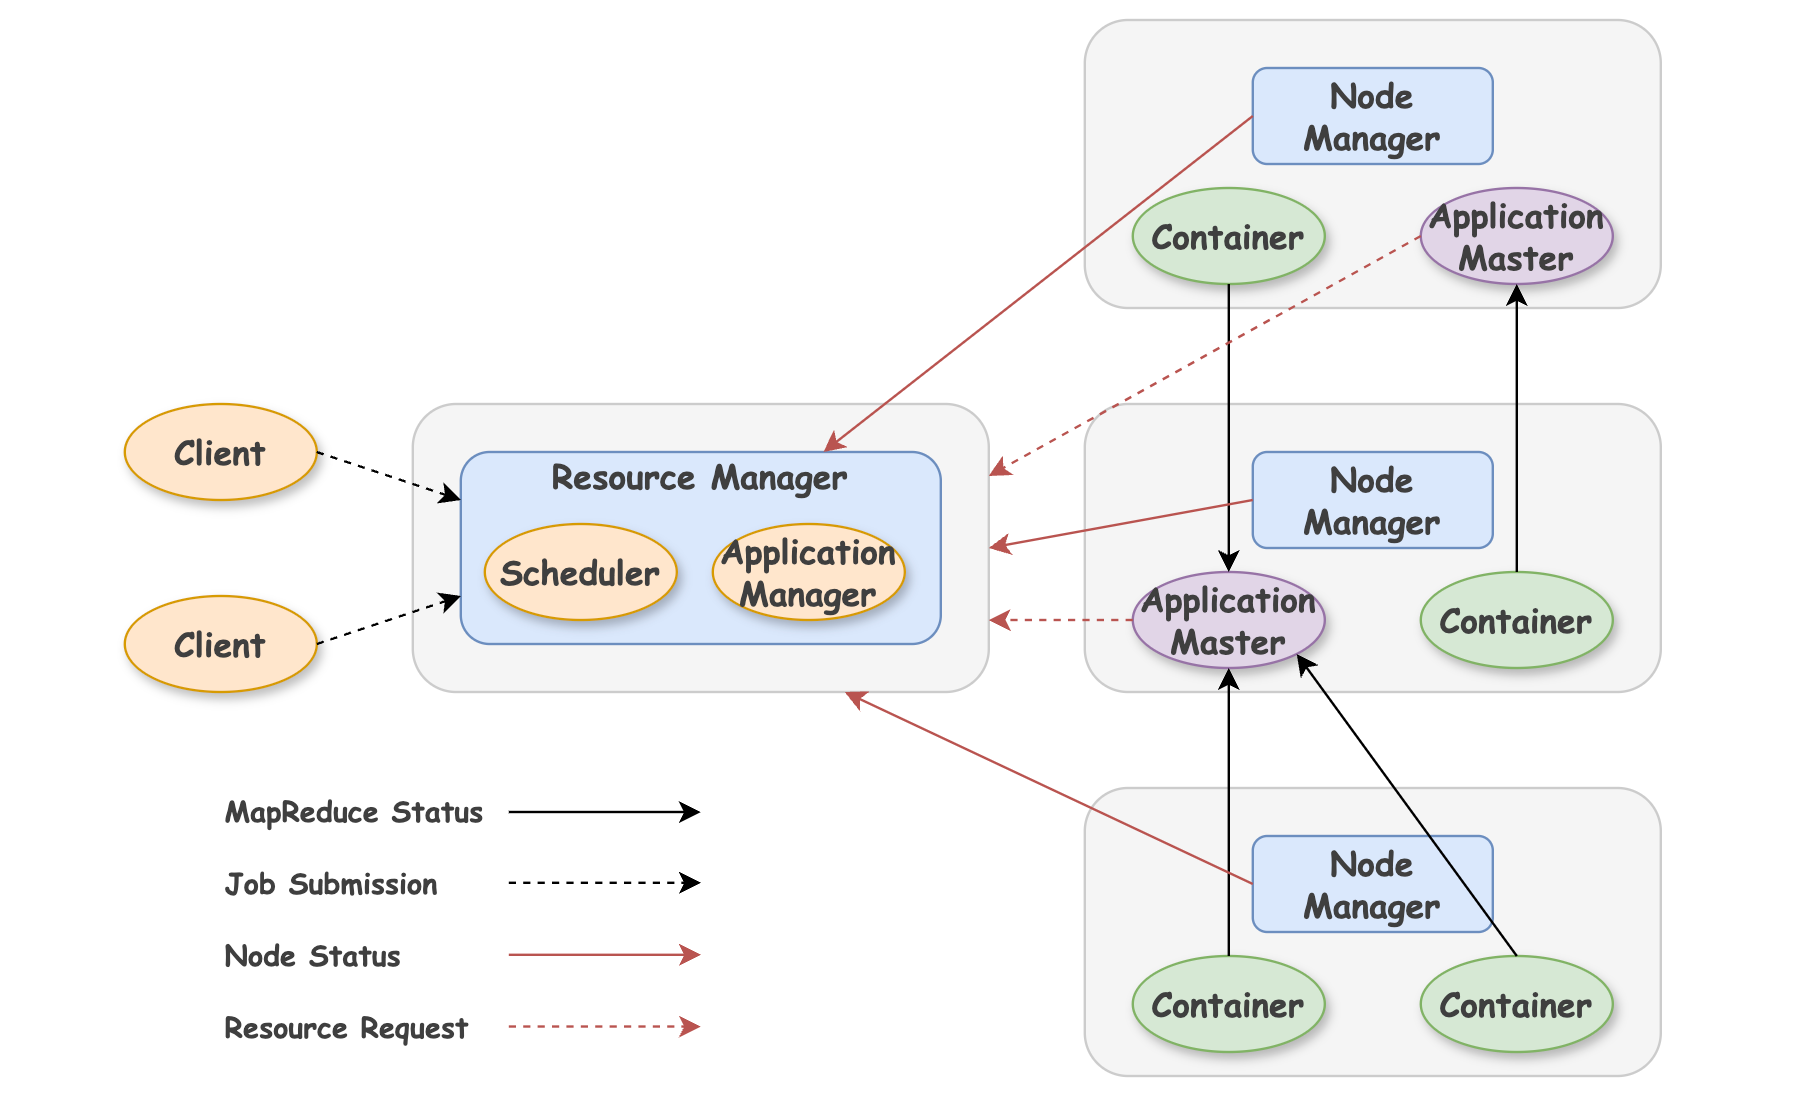 Node
Manager
Container
Application
Master
Client
Resource Manager
Scheduler
Application
Manager
Client
Node
Manager
Application
Master
Container
MapReduce Status
Job Submission
Node Status
Resource Request
Node
Manager
Container
Container